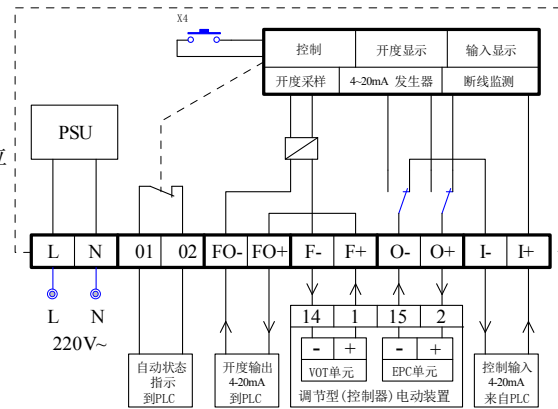 X4
控制 开度显示 输入显示
开度采样 4~20mA 发生器 断线监测
PSU
L N 01 02 FO- FO+ F- F+ O- O+ I- I+
L N
220V~
14 1 15 2
- + - +
VOT单元 EPC单元
调节型(控制器)电动装置
自动状态
指示
到PLC
开度输出
4-20mA
到PLC
控制输入
4-20mA
来自PLC